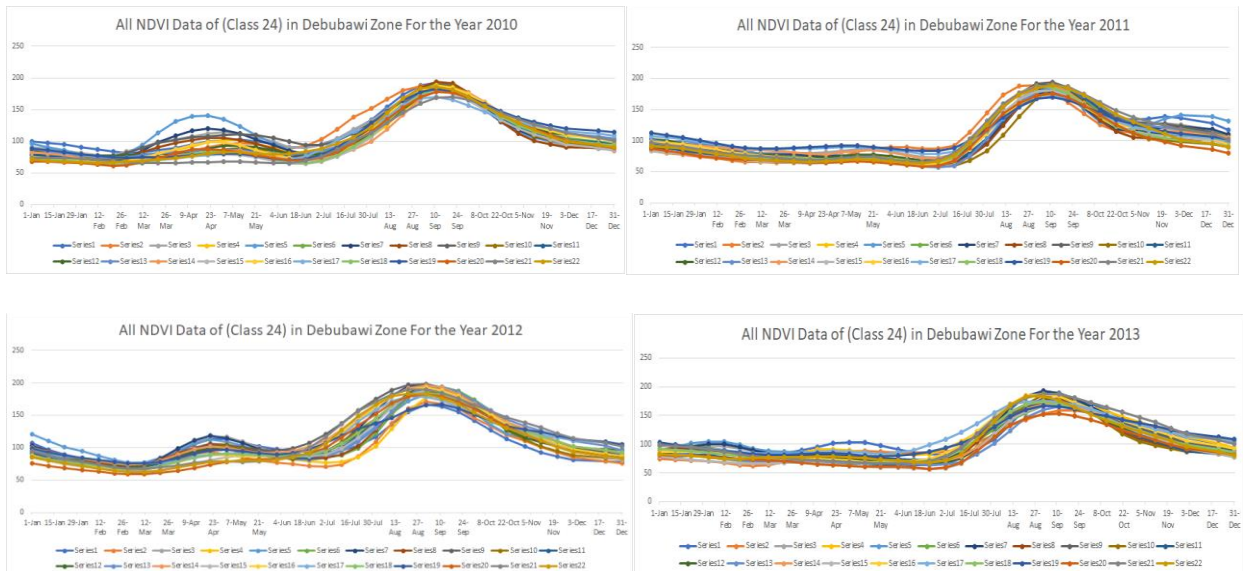 All NDVI Data of (Class 24) in Debubawi Zone For the Year 2010
250
200
150
100
50
0
1-Jan 15-Jan 29-Jan 12-Feb 26-Feb 12-Mar 26-Mar 9-Apr 23-Apr 7-May 21-May 4-Jun 18-Jun 2-Jul 16-Jul 30-Jul 13-Aug 27-Aug 10-Sep 24-Sep 8-Oct 22-Oct 5-Nov 19-Nov 3-Dec 17-Dec 31-Dec
Series1 Series2 Series3 Series4 Series5 Series6 Series7 Series8 Series9 Series10 Series11
Series12 Series13 Series14 Series15 Series16 Series17 Series18 Series19 Series20 Series21 Series22
All NDVI Data of (Class 24) in Debubawi Zone For the Year 2011
250
200
150
100
50
0
1-Jan 15-Jan 29-Jan 12-Feb 26-Feb 12-Mar 26-Mar 9-Apr 23-Apr 7-May 21-May 4-Jun 18-Jun 2-Jul 16-Jul 30-Jul 13-Aug 27-Aug 10-Sep 24-Sep 8-Oct 22-Oct 5-Nov 19-Nov 3-Dec 17-Dec 31-Dec
Series1 Series2 Series3 Series4 Series5 Series6 Series7 Series8 Series9 Series10 Series11
Series12 Series13 Series14 Series15 Series16 Series17 Series18 Series19 Series20 Series21 Series22
All NDVI Data of (Class 24) in Debubawi Zone For the Year 2012
250
200
150
100
50
0
1-Jan 15-Jan 29-Jan 12-Feb 26-Feb 12-Mar 26-Mar 9-Apr 23-Apr 7-May 21-May 4-Jun 18-Jun 2-Jul 16-Jul 30-Jul 13-Aug 27-Aug 10-Sep 24-Sep 8-Oct 22-Oct 5-Nov 19-Nov 3-Dec 17-Dec 31-Dec
Series1 Series2 Series3 Series4 Series5 Series6 Series7 Series8 Series9 Series10 Series11
Series12 Series13 Series14 Series15 Series16 Series17 Series18 Series19 Series20 Series21 Series22
All NDVI Data of (Class 24) in Debubawi Zone For the Year 2013
250
200
150
100
50
0
1-Jan 15-Jan 29-Jan 12-Feb 26-Feb 12-Mar 26-Mar 9-Apr 23-Apr 7-May 21-May 4-Jun 18-Jun 2-Jul 16-Jul 30-Jul 13-Aug 27-Aug 10-Sep 24-Sep 8-Oct 22-Oct 5-Nov 19-Nov 3-Dec 17-Dec 31-Dec
Series1 Series2 Series3 Series4 Series5 Series6 Series7 Series8 Series9 Series10 Series11
Series12 Series13 Series14 Series15 Series16 Series17 Series18 Series19 Series20 Series21 Series22